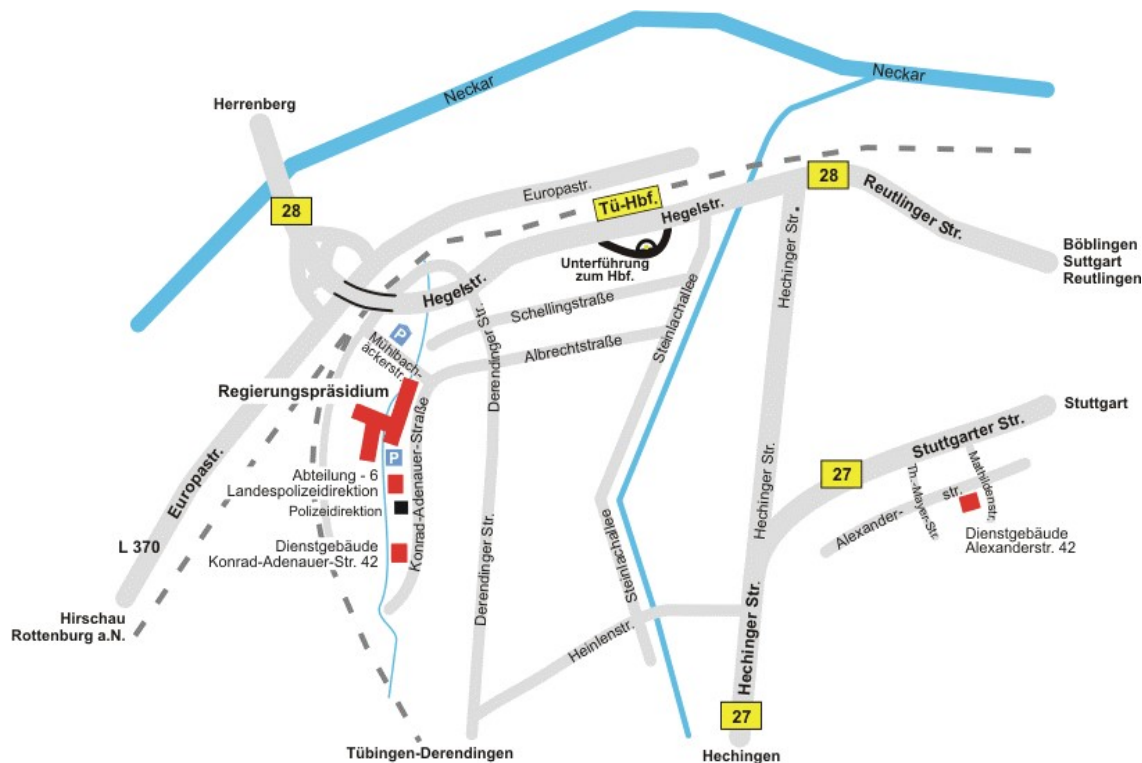 Neckar
Neckar
Herrenberg
28
Europastr.
Tü-Hbf.
Hegelstr.
28
Reutlinger Str.
Böblingen
Suttgart
Reutlingen
Unterführung
zum Hbf.
Hegelstr.
Schellingstraße
Albrechtstraße
Steinlachallee
Hechinger Str.
P
Mühlbach-
äckerstr.
Derendinger Str.
Regierungspräsidium
Konrad-Adenauer-Straße
P
Abteilung - 6
Landespolizeidirektion
Polizeidirektion
Dienstgebäude
Konrad-Adenauer-Str. 42
Europastr.
L 370
Hirschau
Rottenburg a.N.
Derendinger Str.
Steinlachallee
Heinlenstr.
Hechinger Str.
Hechinger Str.
27
Hechingen
Tübingen-Derendingen
Stuttgart
Stuttgarter Str.
27
Th.-Mayer-Str.
Mathildenstr.
Alexander-
str.
Dienstgebäude
Alexanderstr. 42